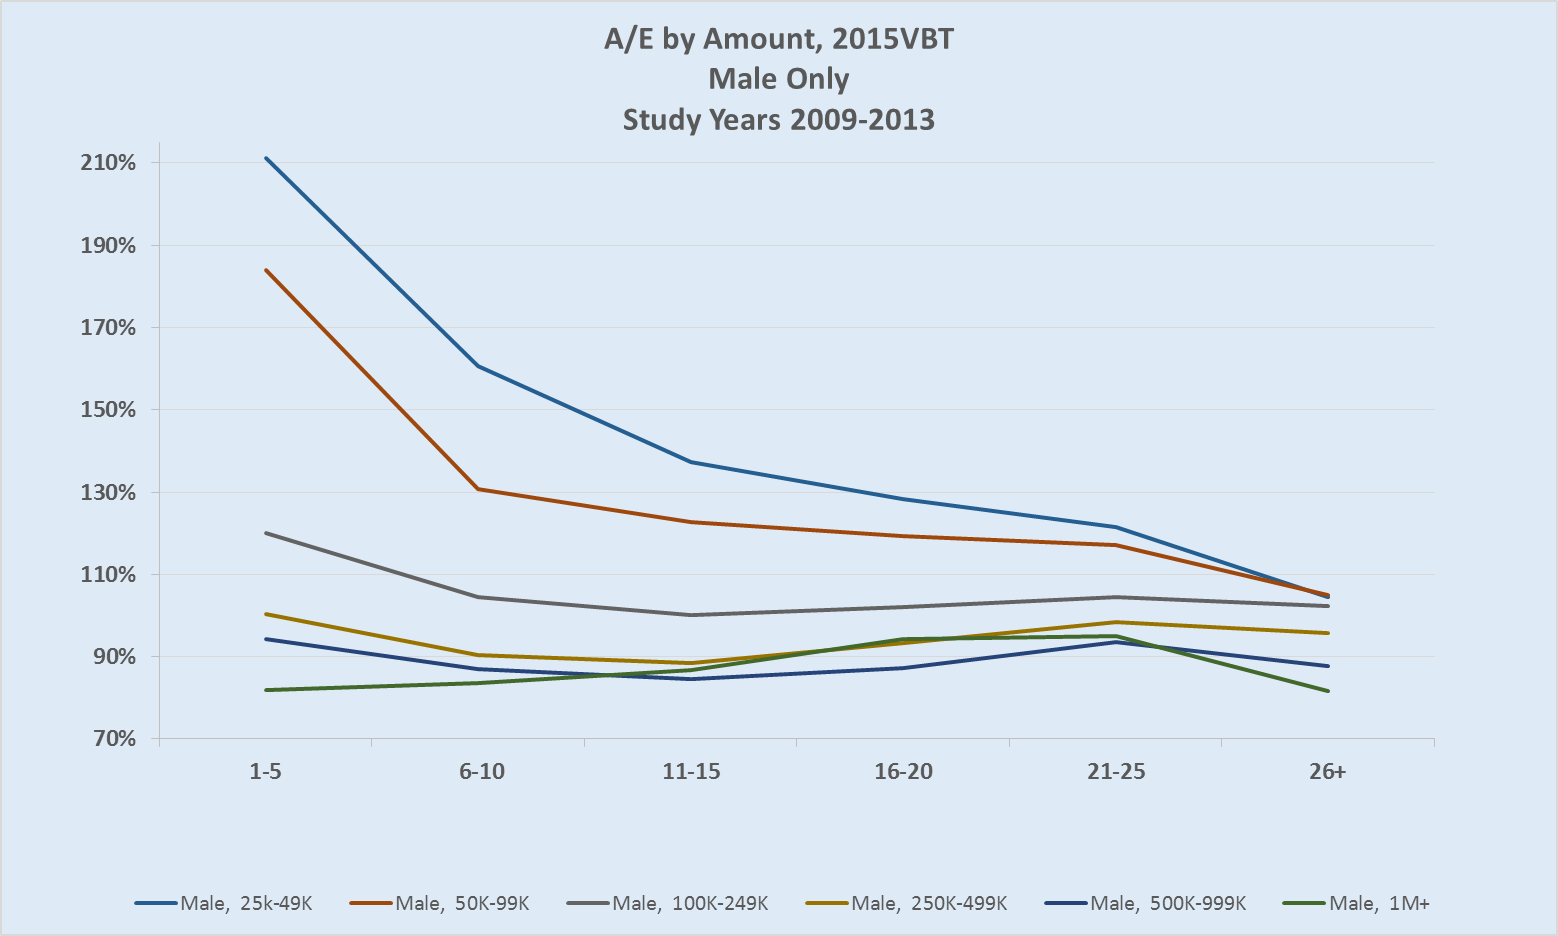 A/E by Amount, 2015VBT
Male Only
Study Years 2009-2013
210%
190%
170%
150%
130%
110%
90%
70%
1-5 6-10 11-15 16-20 21-25 26+
Male, 25k-49K Male, 50K-99K Male, 100K-249K Male, 250K-499K Male, 500K-999K Male, 1M+